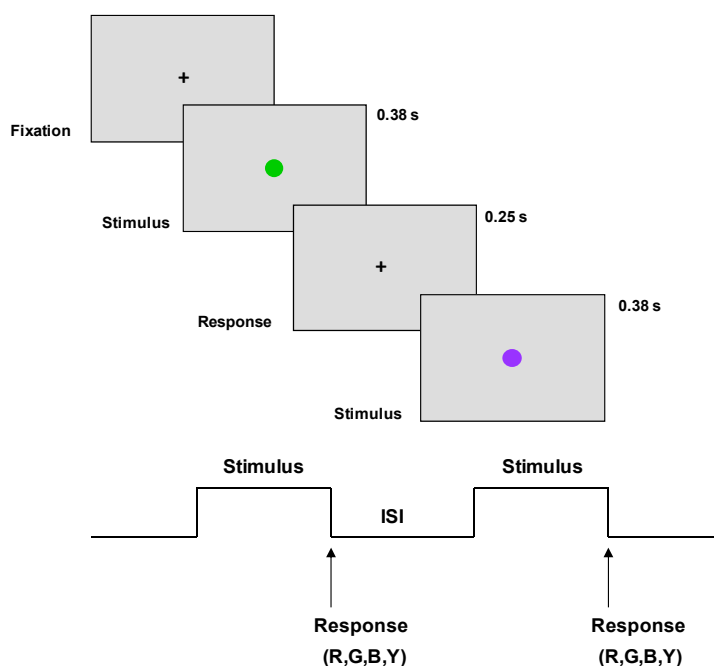 +
0.38 s
Fixation
0.25 s
Stimulus
+
0.38 s
Response
Stimulus
Stimulus
Stimulus
ISI
Response
(R,G,B,Y)
Response
(R,G,B,Y)